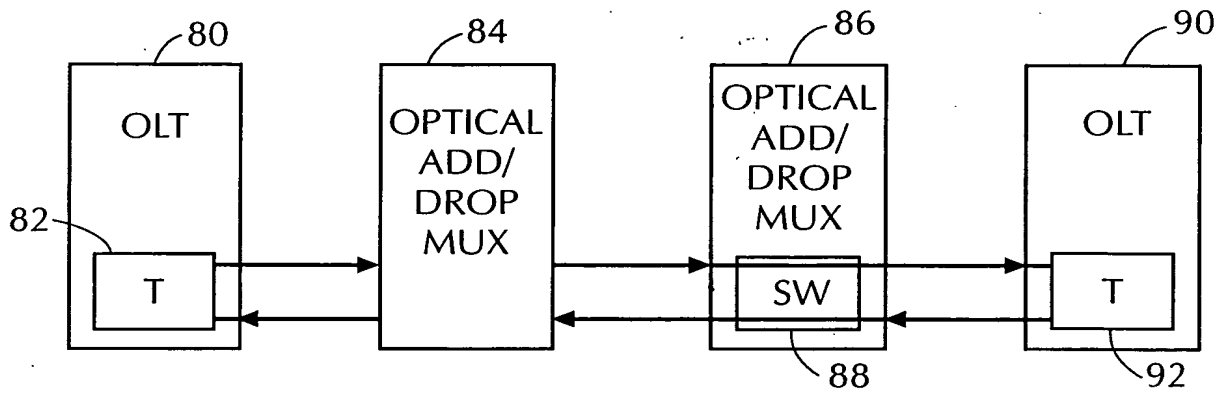 80
84
86
90
OLT
OPTICAL
ADD/
DROP
MUX
OPTICAL
ADD/
DROP
MUX
OLT
82
T
SW
T
88
92